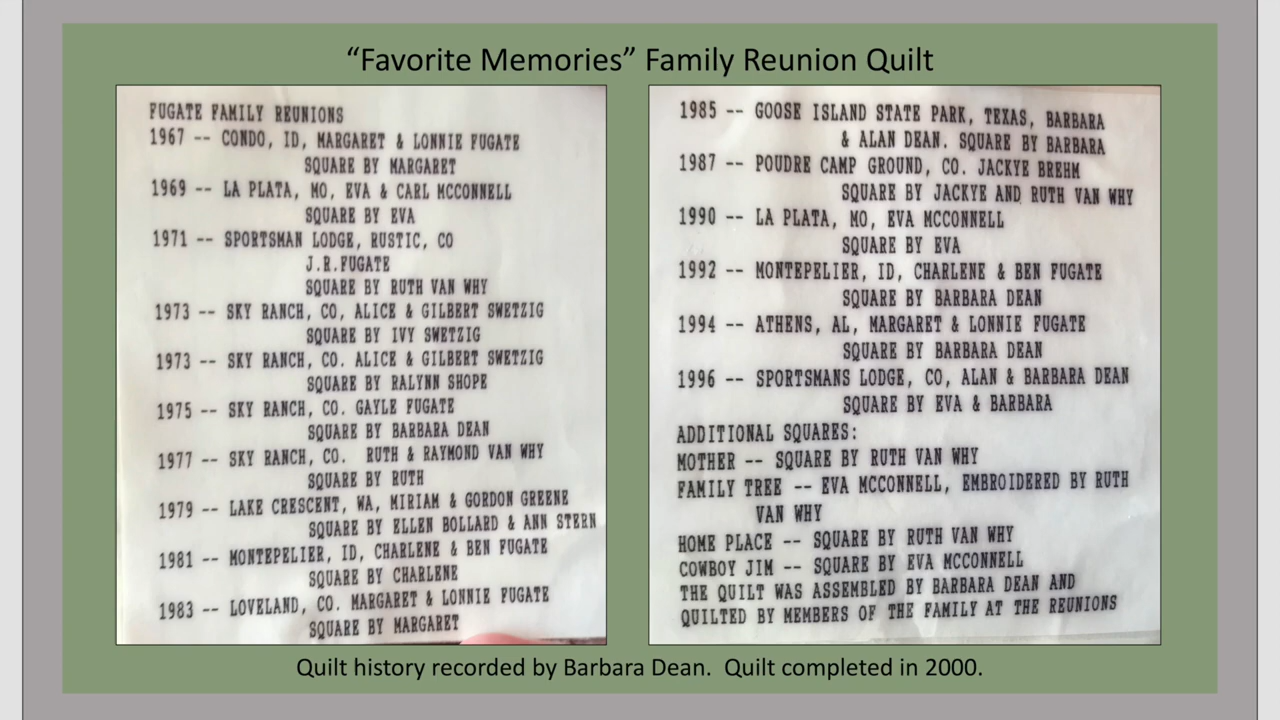 “Favorite Memories” Family Reunion Quilt
FUGATE FAMILY REUNIONS
1967 -- CONDO, ID, MARGARET & LONNIE FUGATE
SQUARE BY MARGARET
1969 -- LA PLATA, MO, EVA & CARL MCCONNELL
SQUARE BY EVA
1971 -- SPORTSMAN LODGE, RUSTIC, CO
J.R.FUGATE
SQUARE BY RUTH VAN WHY
1973 -- SKY RANCH, CO, ALICE & GILBERT SWETZIG
SQUARE BY IVY SWETZIG
1973 -- SKY RANCH, CO. ALICE & GILBERT SWETZIG
SQUARE BY RALYNN SHOPE
1975 -- SKY RANCH, CO. GAYLE FUGATE
SQUARE BY BARBARA DEAN
1977 -- SKY RANCH, CO. RUTH & RAYMOND VAN WHY
SQUARE BY RUTH
1979 -- LAKE CRESCENT, WA, MIRIAM & GORDON GREENE
SQUARE BY ELLEN BOLLARD & ANN STERN
1981 -- MONTEPELIER, ID, CHARLENE & BEN FUGATE
SQUARE BY CHARLENE
1983 -- LOVELAND, CO. MARGARET & LONNIE FUGATE
SQUARE BY MARGARET
1985 -- GOOSE ISLAND STATE PARK, TEXAS, BARBARA
& ALAN DEAN. SQUARE BY BARBARA
1987 -- POUDRE CAMP GROUND, CO. JACKYE BREHM
SQUARE BY JACKYE AND RUTH VAN WHY
1990 -- LA PLATA, MO, EVA MCCONNELL
SQUARE BY EVA
1992 -- MONTEPELIER, ID, CHARLENE & BEN FUGATE
SQUARE BY BARBARA DEAN
1994 -- ATHENS, AL, MARGARET & LONNIE FUGATE
SQUARE BY BARBARA DEAN
1996 -- SPORTSMANS LODGE, CO, ALAN & BARBARA DEAN
SQUARE BY EVA & BARBARA
ADDITIONAL SQUARES:
MOTHER -- SQUARE BY RUTH VAN WHY
FAMILY TREE -- EVA MCCONNELL, EMBROIDERED BY RUTH
VAN WHY
HOME PLACE -- SQUARE BY RUTH VAN WHY
COWBOY JIM -- SQUARE BY EVA MCCONNELL
THE QUILT WAS ASSEMBLED BY BARBARA DEAN AND
QUILTED BY MEMBERS OF THE FAMILY AT THE REUNIONS
Quilt history recorded by Barbara Dean. Quilt completed in 2000.